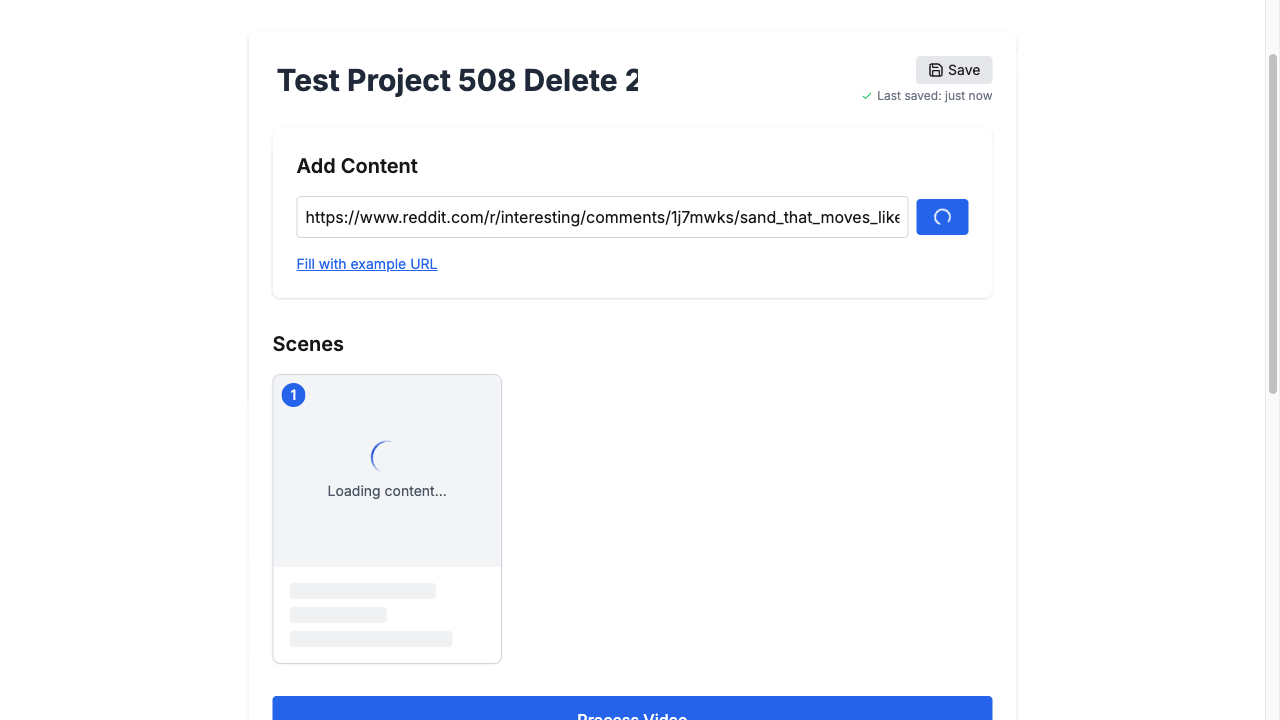 Test Project 508 Delete 2
Save
Last saved: just now
Add Content
https://www.reddit.com/r/interesting/comments/1j7mwks/sand_that_moves_like
Fill with example URL
Scenes
1
Loading content...
Process Video